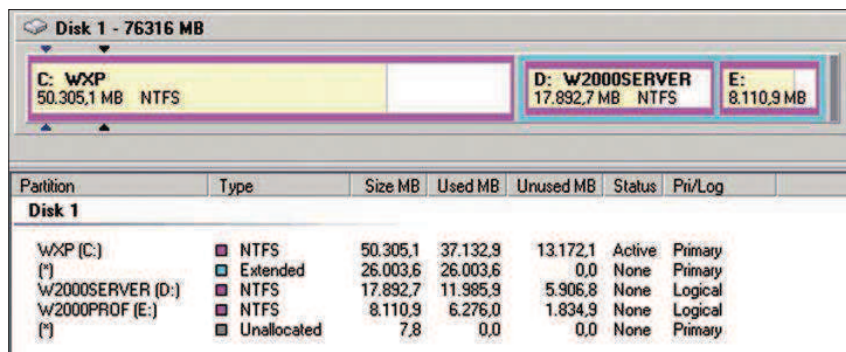 Disk 1 - 76316 MB
C: WXP
50.305,1 MB NTFS
D: W2000SERVER
17.892,7 MB NTFS
E:
8.110,9 MB
Partition Type Size MB Used MB Unused MB Status Pri/Log
Disk 1
WXP (C:) NTFS 50.305,1 37.132,9 13.172,1 Active Primary
(*) Extended 26.003,6 26.003,6 0,0 None Primary
W2000SERVER (D:) NTFS 17.892,7 11.985,9 5.906,8 None Logical
W2000PROF (E:) NTFS 8.110,9 6.276,0 1.834,9 None Logical
(*) Unallocated 7,8 0,0 0,0 None Primary